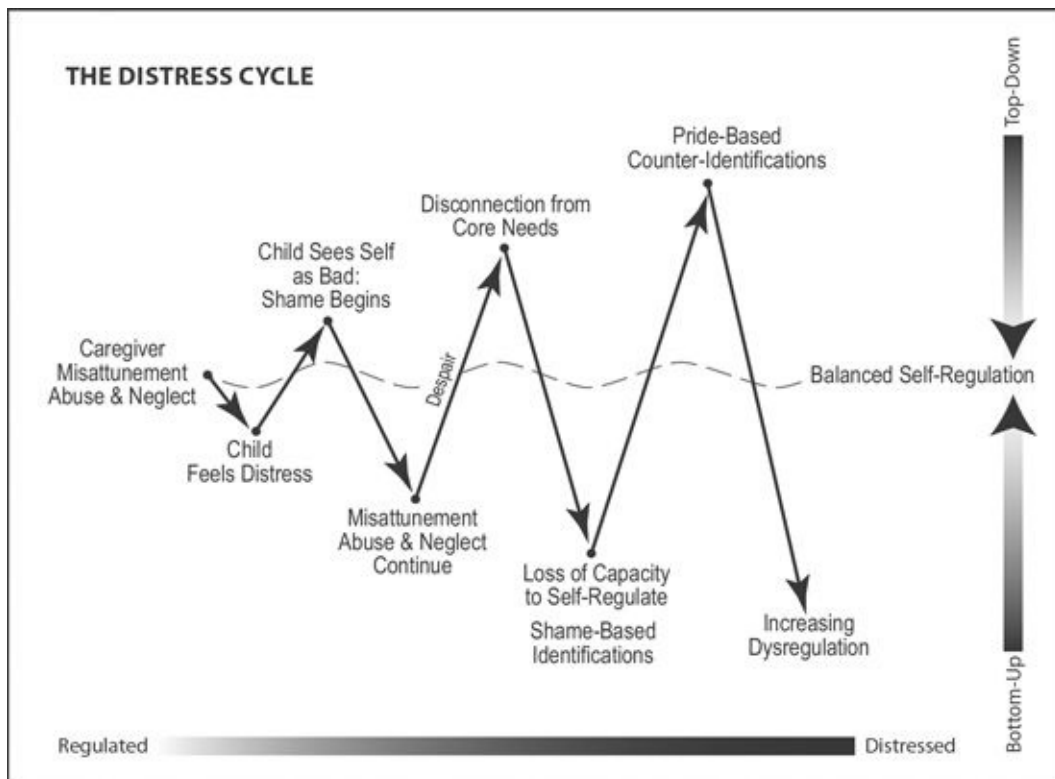 THE DISTRESS CYCLE
Caregiver
Misattunement
Abuse & Neglect
Child
Feels Distress
Child Sees Self
as Bad:
Shame Begins
Misattunement
Abuse & Neglect
Continue
Despair
Disconnection from
Core Needs
Loss of Capacity
to Self-Regulate
Shame-Based
Identifications
Pride-Based
Counter-Identifications
Increasing
Dysregulation
Top-Down
Balanced Self-Regulation
Bottom-Up
Regulated
Distressed